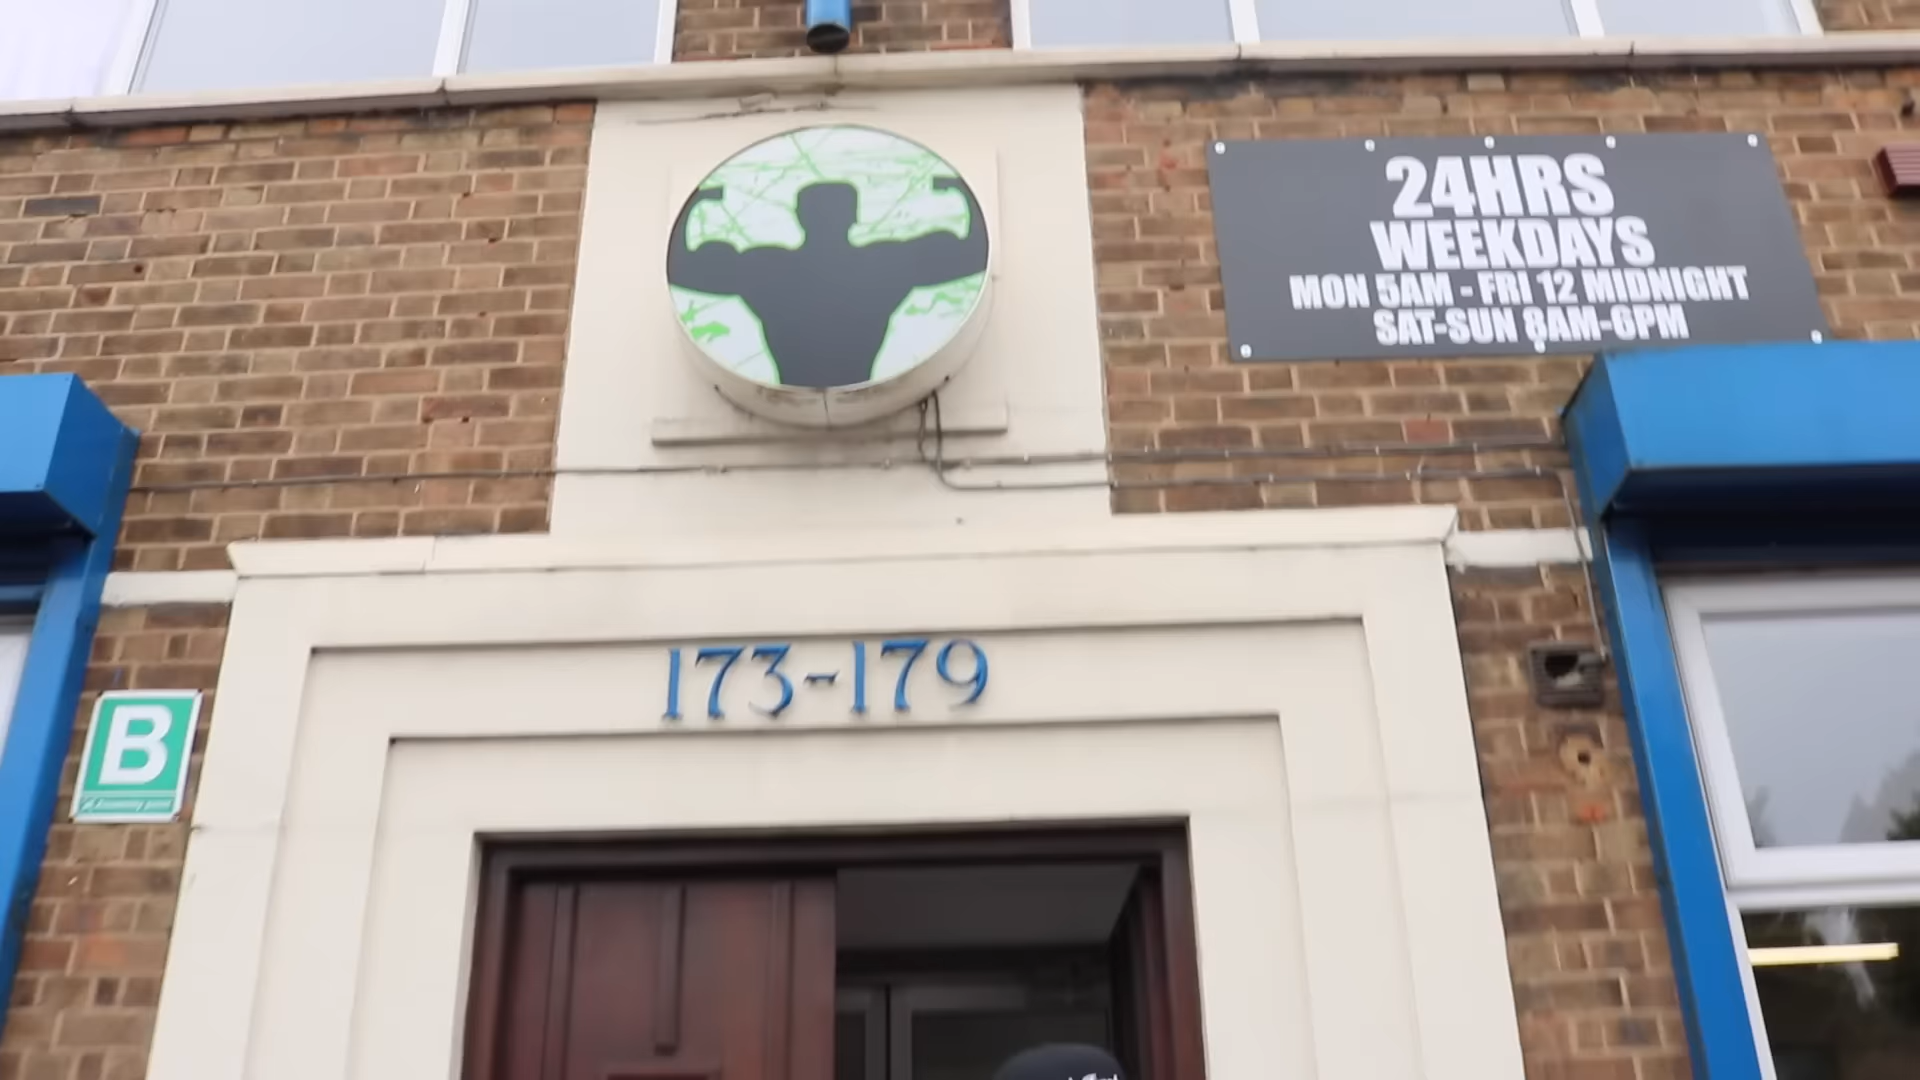 24HRS
WEEKDAYS
MON 5AM - FRI 12 MIDNIGHT
SAT-SUN 8AM-6PM
173-179
B